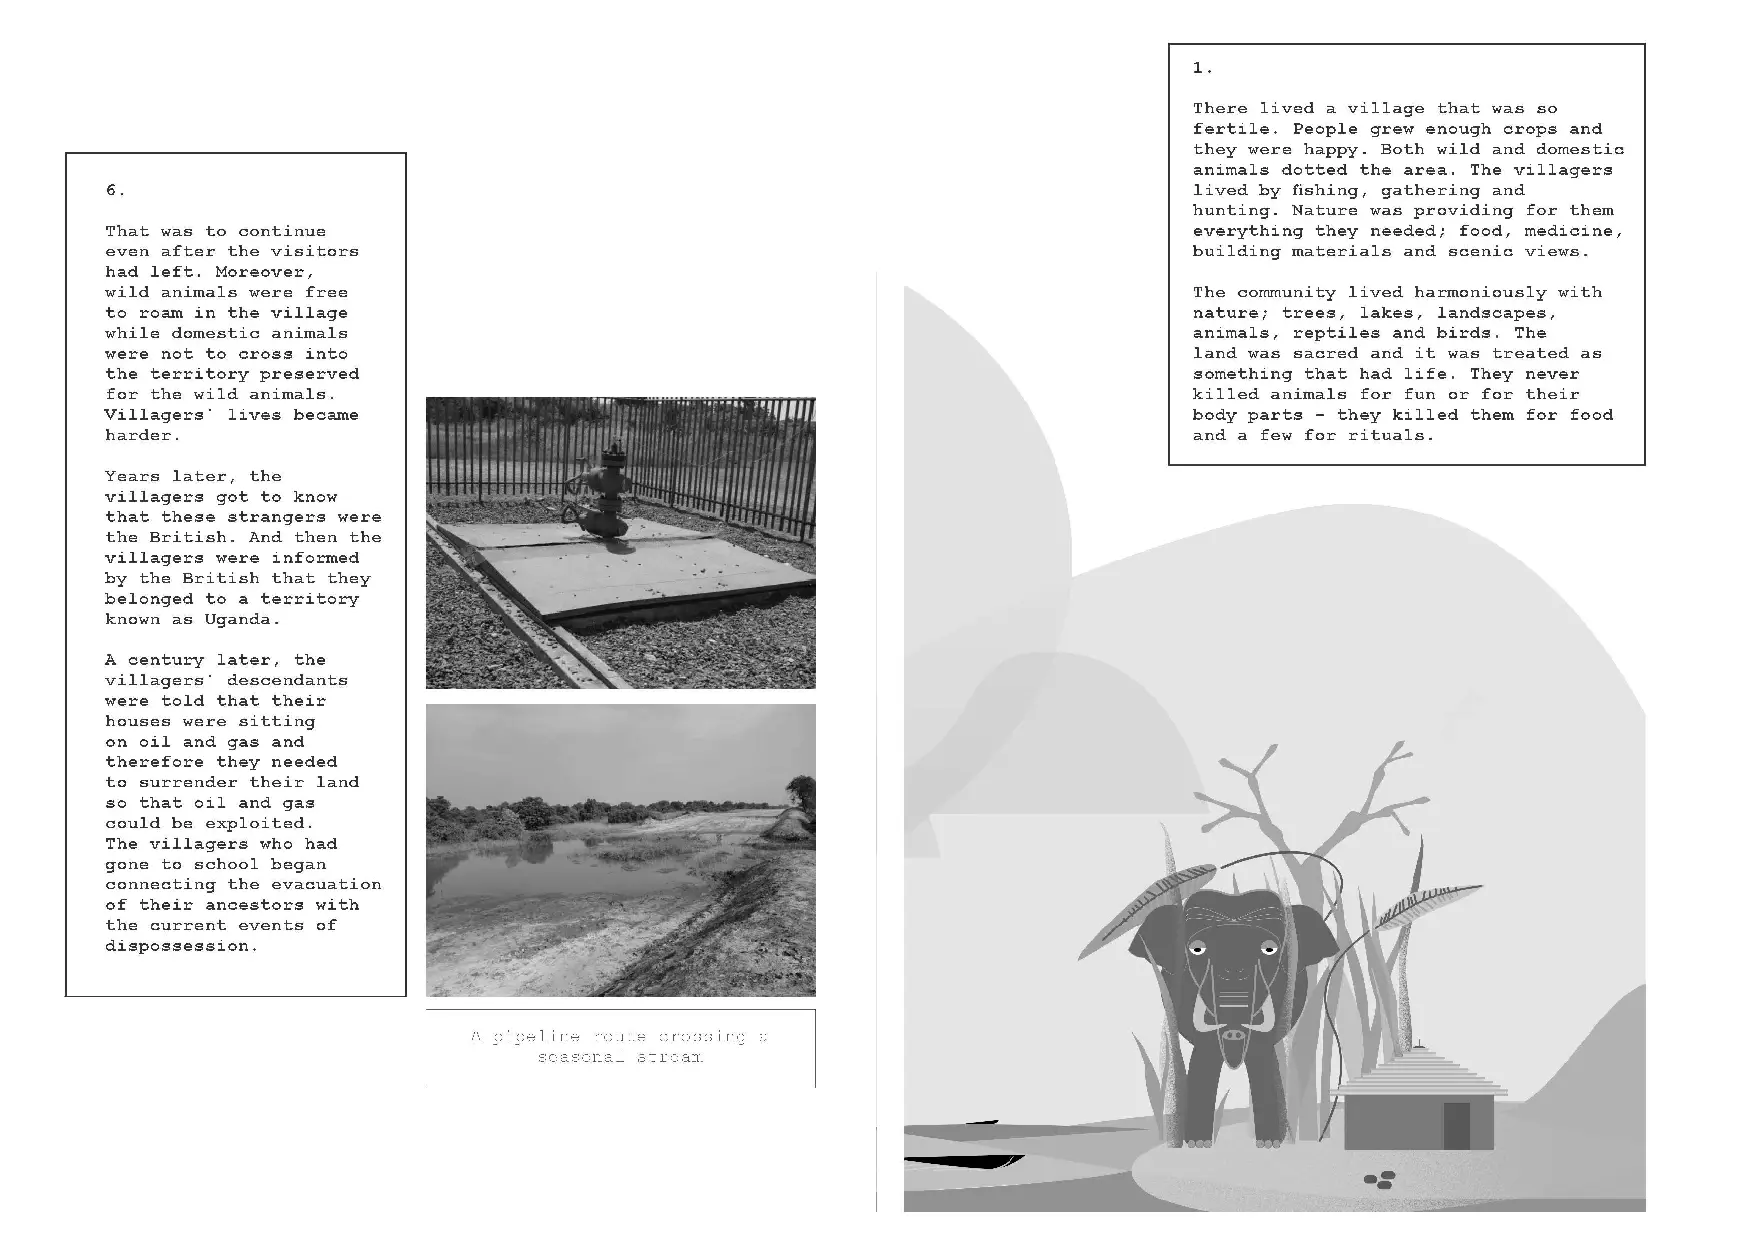 6.
That was to continue
even after the visitors
had left. Moreover,
wild animals were free
to roam in the village
while domestic animals
were not to cross into
the territory preserved
for the wild animals.
Villagers' lives became
harder.
Years later, the
villagers got to know
that these strangers were
the British. And then the
villagers were informed
by the British that they
belonged to a territory
known as Uganda.
A century later, the
villagers' descendants
were told that their
houses were sitting
on oil and gas and
therefore they needed
to surrender their land
so that oil and gas
could be exploited.
The villagers who had
gone to school began
connecting the evacuation
of their ancestors with
the current events of
dispossession.
A pipeline route crossing a
seasonal stream
1.
There lived a village that was so
fertile. People grew enough crops and
they were happy. Both wild and domestic
animals dotted the area. The villagers
lived by fishing, gathering and
hunting. Nature was providing for them
everything they needed; food, medicine,
building materials and scenic views.
The community lived harmoniously with
nature; trees, lakes, landscapes,
animals, reptiles and birds. The
land was sacred and it was treated as
something that had life. They never
killed animals for fun or for their
body parts – they killed them for food
and a few for rituals.